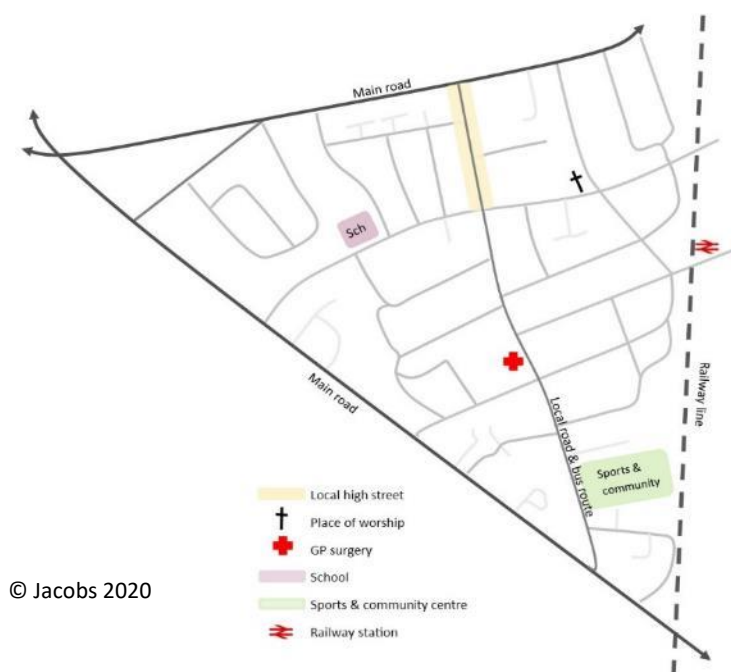 Main road
Sch
Main road
Railway line
Local road & bus route
Sports &
community
Local high street
Place of worship
GP surgery
School
Sports & community centre
Railway station
© Jacobs 2020